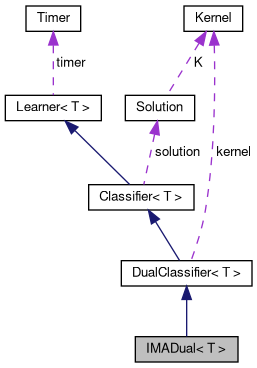 Timer
Kernel
timer
K
Learner< T >
Solution
solution
kernel
Classifier< T >
DualClassifier< T >
IMADual< T >